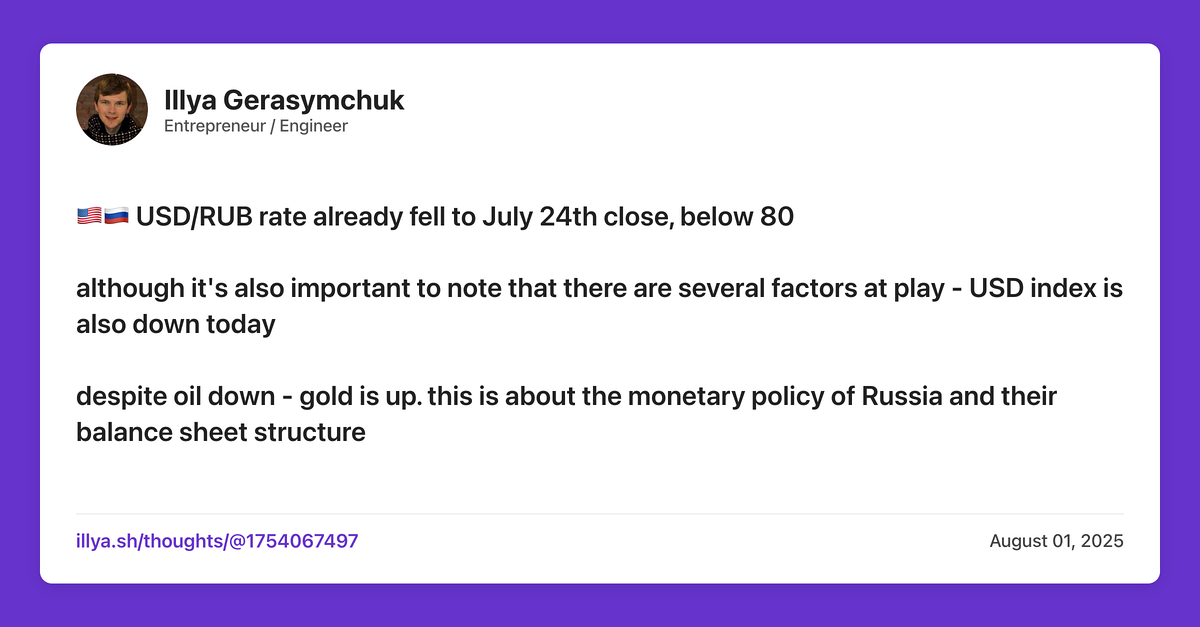 Illya Gerasymchuk
Entrepreneur / Engineer
🇺🇸🇷🇺 USD/RUB rate already fell to July 24th close, below 80
although it's also important to note that there are several factors at play - USD index is
also down today
despite oil down - gold is up. this is about the monetary policy of Russia and their
balance sheet structure
illya.sh/thoughts/@1754067497
August 01, 2025